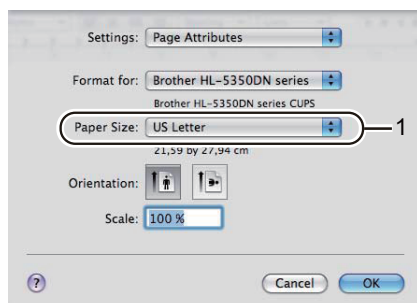 Settings: Page Attributes
Format for: Brother HL-5350DN series
Brother HL-5350DN series CUPS
Paper Size: US Letter 1
21,59 by 27,94 cm
Orientation:
Scale: 100 %
? Cancel OK